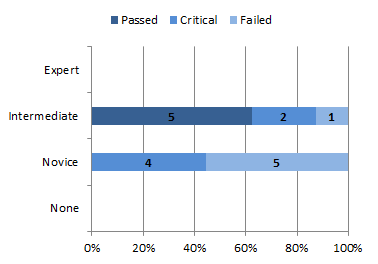 Passed Critical Failed
Expert
Intermediate 5 2 1
Novice 4 5
None
0% 20% 40% 60% 80% 100%